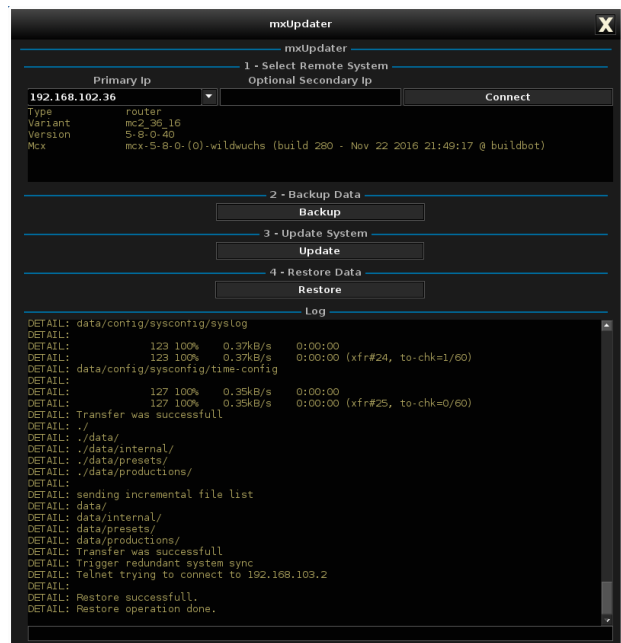 mxUpdater
X
mxUpdater
1 - Select Remote System
Primary Ip Optional Secondary Ip
192.168.102.36 Connect
Type router
Variant mc2_36_16
Version 5-8-0-40
Mcx mcx-5-8-0-(0)-wildwuchs (build 280 - Nov 22 2016 21:49:17 @ buildbot)
2 - Backup Data
Backup
3 - Update System
Update
4 - Restore Data
Restore
Log
DETAIL: data/config/sysconfig/syslog
DETAIL:
DETAIL: 123 100% 0.37kB/s 0:00:00
DETAIL: 123 100% 0.37kB/s 0:00:00 (xfr#24, to-chk=1/60)
DETAIL: data/config/sysconfig/time-config
DETAIL:
DETAIL: 127 100% 0.35kB/s 0:00:00
DETAIL: 127 100% 0.35kB/s 0:00:00 (xfr#25, to-chk=0/60)
DETAIL: Transfer was successfull
DETAIL: ./
DETAIL: ./data/
DETAIL: ./data/internal/
DETAIL: ./data/presets/
DETAIL: ./data/productions/
DETAIL:
DETAIL: sending incremental file list
DETAIL: data/
DETAIL: data/internal/
DETAIL: data/presets/
DETAIL: data/productions/
DETAIL: Transfer was successfull
DETAIL: Trigger redundant system sync
DETAIL: Telnet trying to connect to 192.168.103.2
DETAIL:
DETAIL: Restore successfull.
DETAIL: Restore operation done.